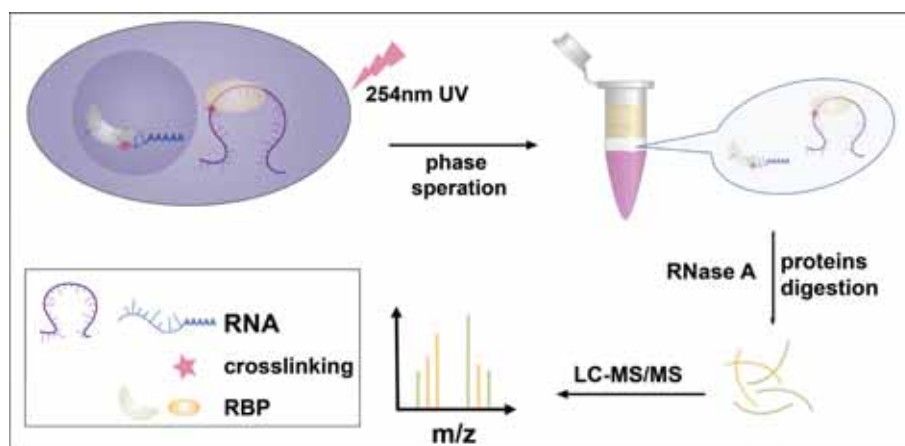 254nm UV
phase
speration
RNase A
proteins
digestion
LC-MS/MS
m/z
RNA
crosslinking
RBP